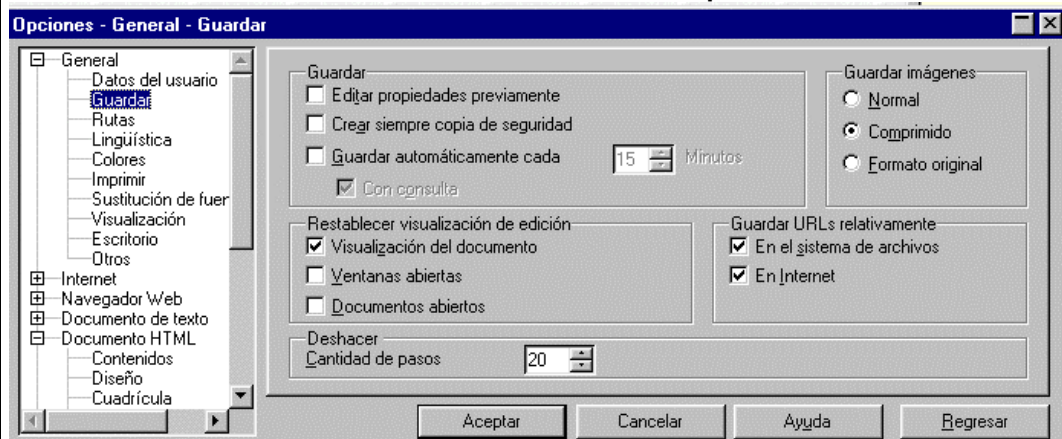 Opciones - General - Guardar
General
Datos del usuario
Guardar
Rutas
Lingüística
Colores
Imprimir
Sustitución de fuer
Visualización
Escritorio
Otros
Internet
Navegador Web
Documento de texto
Documento HTML
Contenidos
Diseño
Cuadrícula
Guardar
Editar propiedades previamente
Crear siempre copia de seguridad
Guardar automáticamente cada 15 Minutos
Con consulta
Guardar imágenes
Normal
Comprimido
Formato original
Restablecer visualización de edición
Visualización del documento
Ventanas abiertas
Documentos abiertos
Guardar URLs relativamente
En el sistema de archivos
En Internet
Deshacer
Cantidad de pasos 20
Aceptar Cancelar Ayuda Regresar